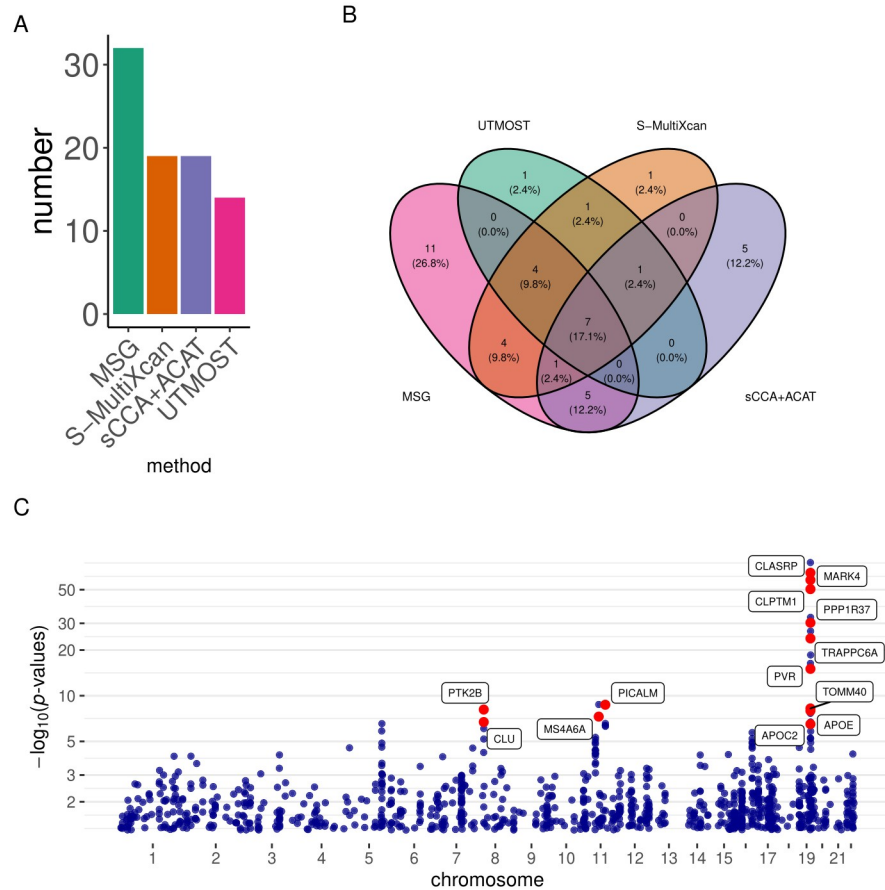 A
number
30
20
10
0
MSG
S−MultiXcan
sCCA+ACAT
UTMOST
method
B
UTMOST
S−MultiXcan
MSG
sCCA+ACAT
1
(2.4%)
1
(2.4%)
0
(0.0%)
1
(2.4%)
0
(0.0%)
11
(26.8%)
5
(12.2%)
4
(9.8%)
1
(2.4%)
7
(17.1%)
4
(9.8%)
0
(0.0%)
1
(2.4%)
0
(0.0%)
5
(12.2%)
C
−log10(p-values)
50
30
20
10
5
3
2
CLASRP
MARK4
CLPTM1
PPP1R37
TRAPPC6A
PVR
PTK2B
PICALM
TOMM40
MS4A6A
CLU
APOC2
APOE
1 2 3 4 5 6 7 8 9 10 11 12 13 14 15 17 19 21
chromosome